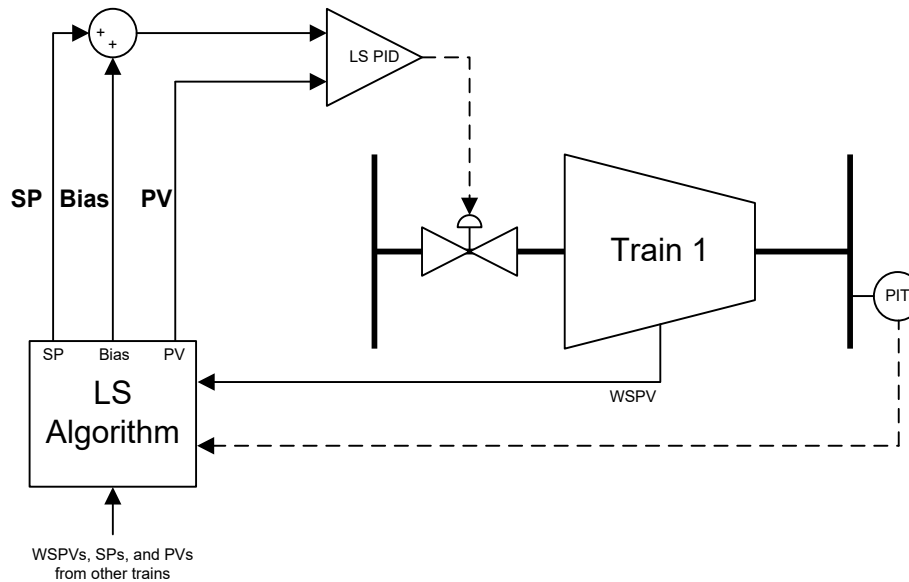 +
+
LS PID
SP
Bias
PV
Train 1
PIT
SP
Bias
PV
LS
Algorithm
WSPV
WSPVs, SPs, and PVs
from other trains